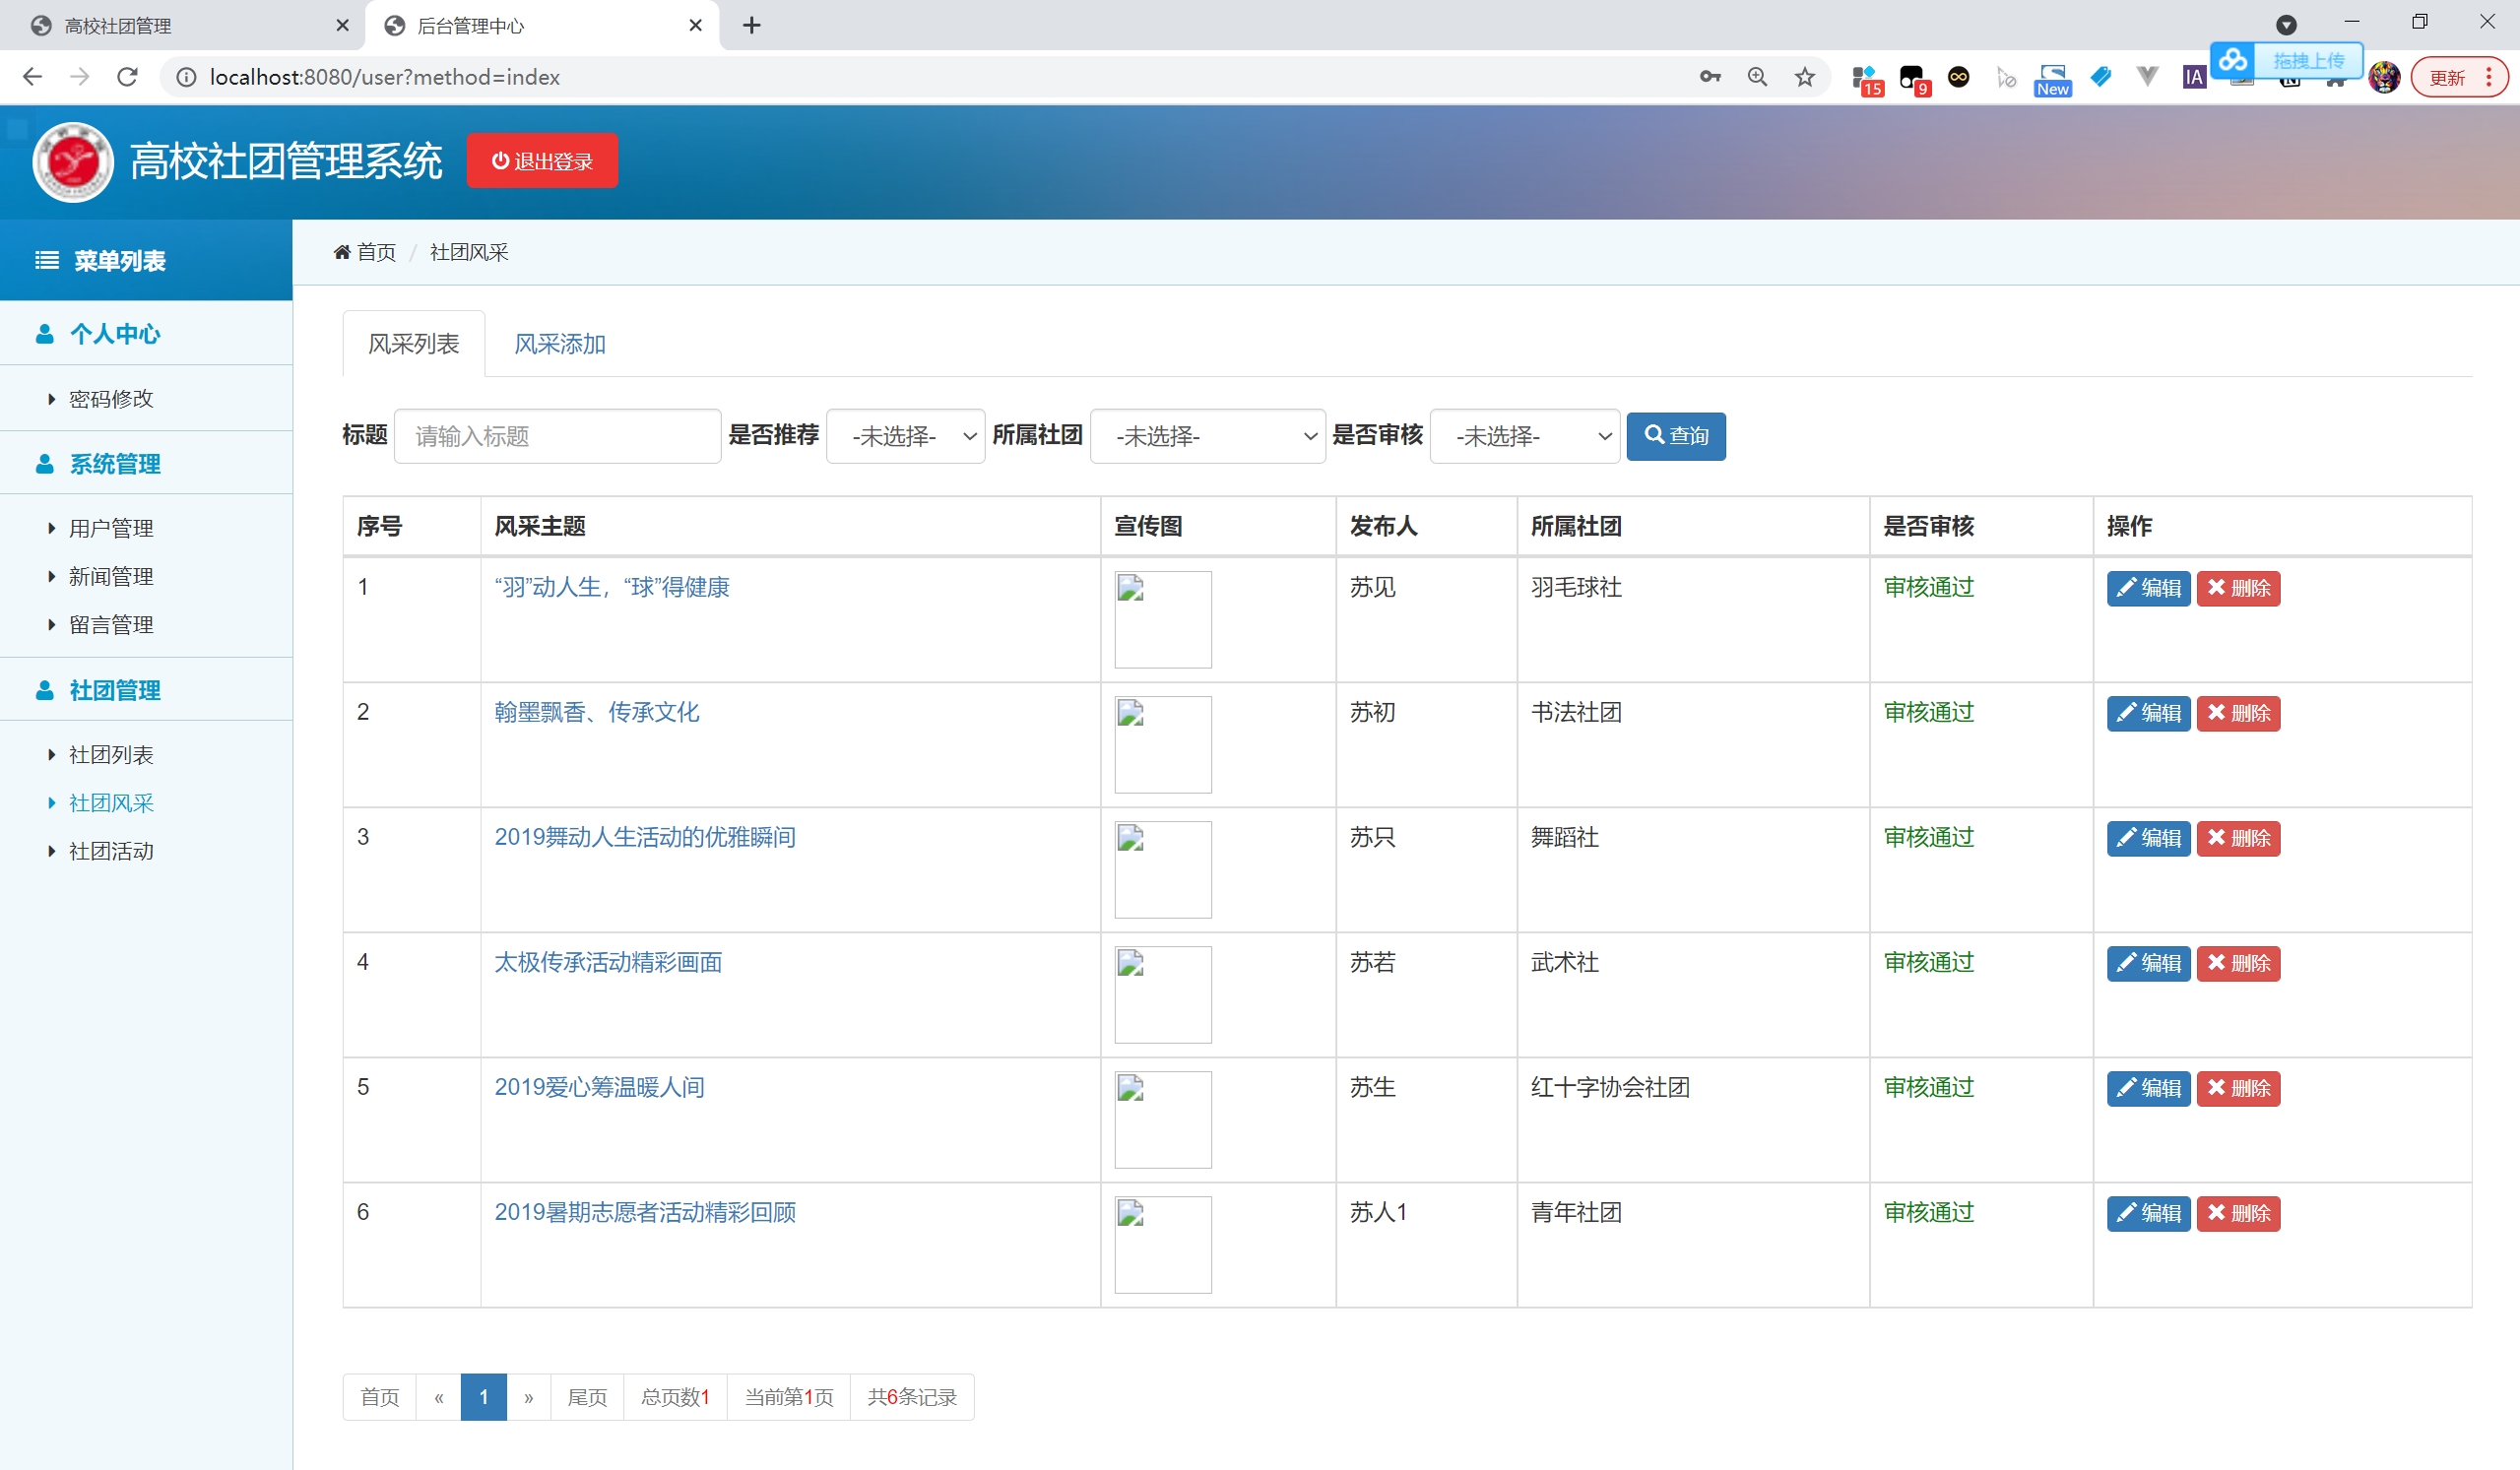 高校社团管理
后台管理中心
localhost:8080/user?method=index
15
9
New
IA
拖拽上传
更新
高校社团管理系统
退出登录
菜单列表
个人中心
密码修改
系统管理
用户管理
新闻管理
留言管理
社团管理
社团列表
社团风采
社团活动
首页 / 社团风采
风采列表 风采添加
标题 请输入标题 是否推荐 -未选择- 所属社团 -未选择- 是否审核 -未选择- 查询
序号 风采主题 宣传图 发布人 所属社团 是否审核 操作
1 “羽”动人生，“球”得健康 苏见 羽毛球社 审核通过 编辑 删除
2 翰墨飘香、传承文化 苏初 书法社团 审核通过 编辑 删除
3 2019舞动人生活动的优雅瞬间 苏只 舞蹈社 审核通过 编辑 删除
4 太极传承活动精彩画面 苏若 武术社 审核通过 编辑 删除
5 2019爱心筹温暖人间 苏生 红十字协会社团 审核通过 编辑 删除
6 2019暑期志愿者活动精彩回顾 苏人1 青年社团 审核通过 编辑 删除
首页 « 1 » 尾页 总页数1 当前第1页 共6条记录